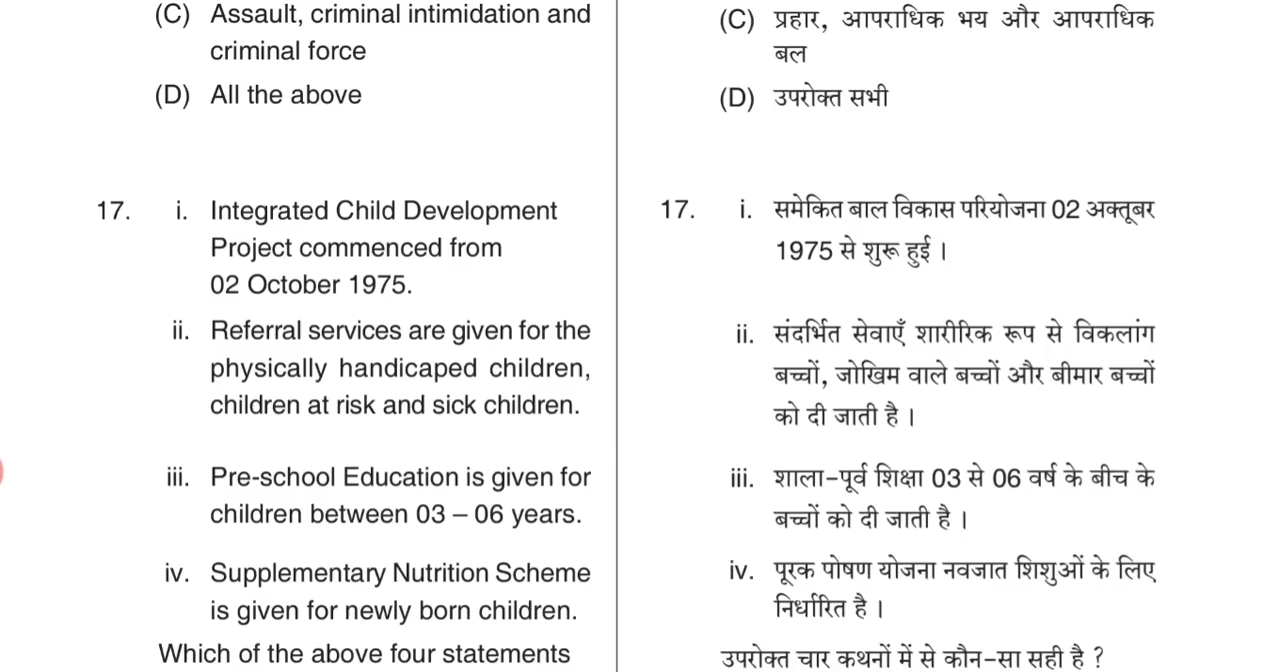 (C) Assault, criminal intimidation and
criminal force
(D) All the above
17. i. Integrated Child Development
Project commenced from
02 October 1975.
ii. Referral services are given for the
physically handicaped children,
children at risk and sick children.
iii. Pre-school Education is given for
children between 03 – 06 years.
iv. Supplementary Nutrition Scheme
is given for newly born children.
Which of the above four statements
(C) प्रहार, आपराधिक भय और आपराधिक
बल
(D) उपरोक्त सभी
17. i. समेकित बाल विकास परियोजना 02 अक्तूबर
1975 से शुरू हुई ।
ii. संदर्भित सेवाएँ शारीरिक रूप से विकलांग
बच्चों, जोखिम वाले बच्चों और बीमार बच्चों
को दी जाती है ।
iii. शाला-पूर्व शिक्षा 03 से 06 वर्ष के बीच के
बच्चों को दी जाती है ।
iv. पूरक पोषण योजना नवजात शिशुओं के लिए
निर्धारित है ।
उपरोक्त चार कथनों में से कौन-सा सही है ?